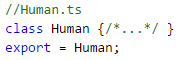 //Human.ts
class Human {/*...*/ }
export = Human;